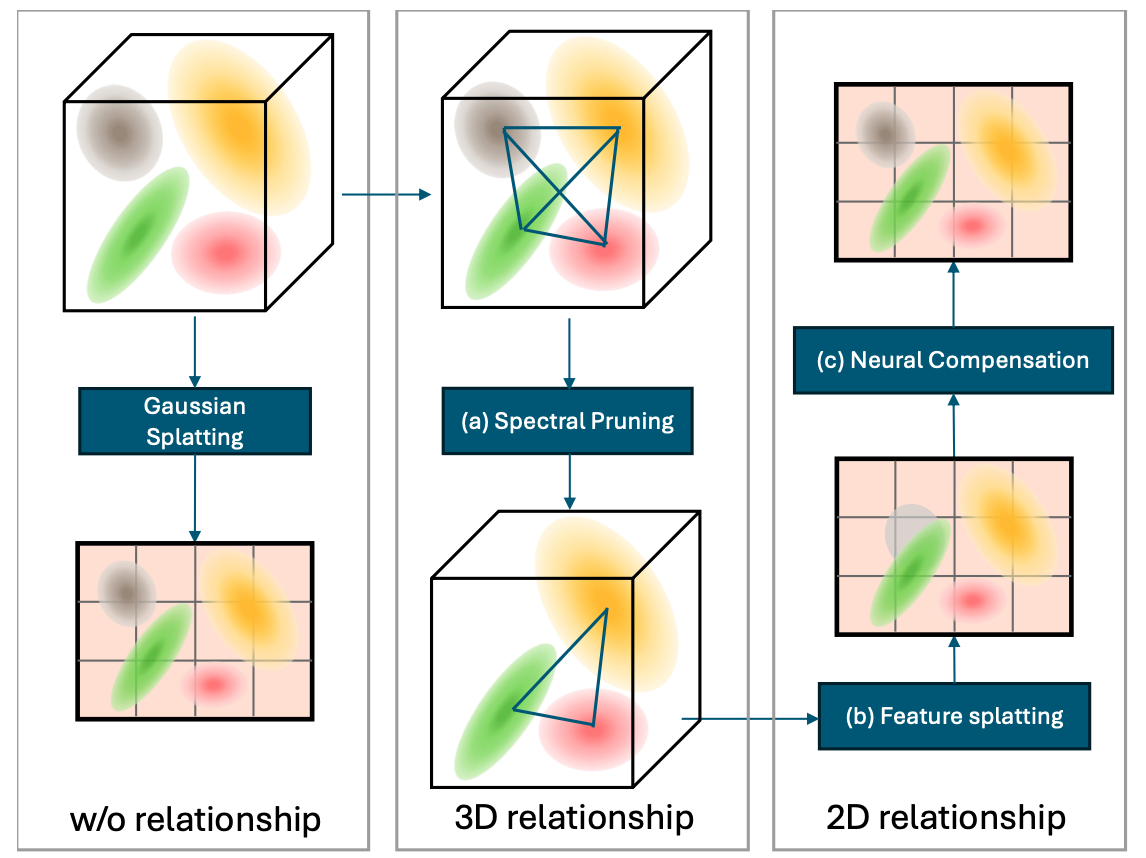 Gaussian
Splatting
w/o relationship
(a) Spectral Pruning
3D relationship
(c) Neural Compensation
(b) Feature splatting
2D relationship